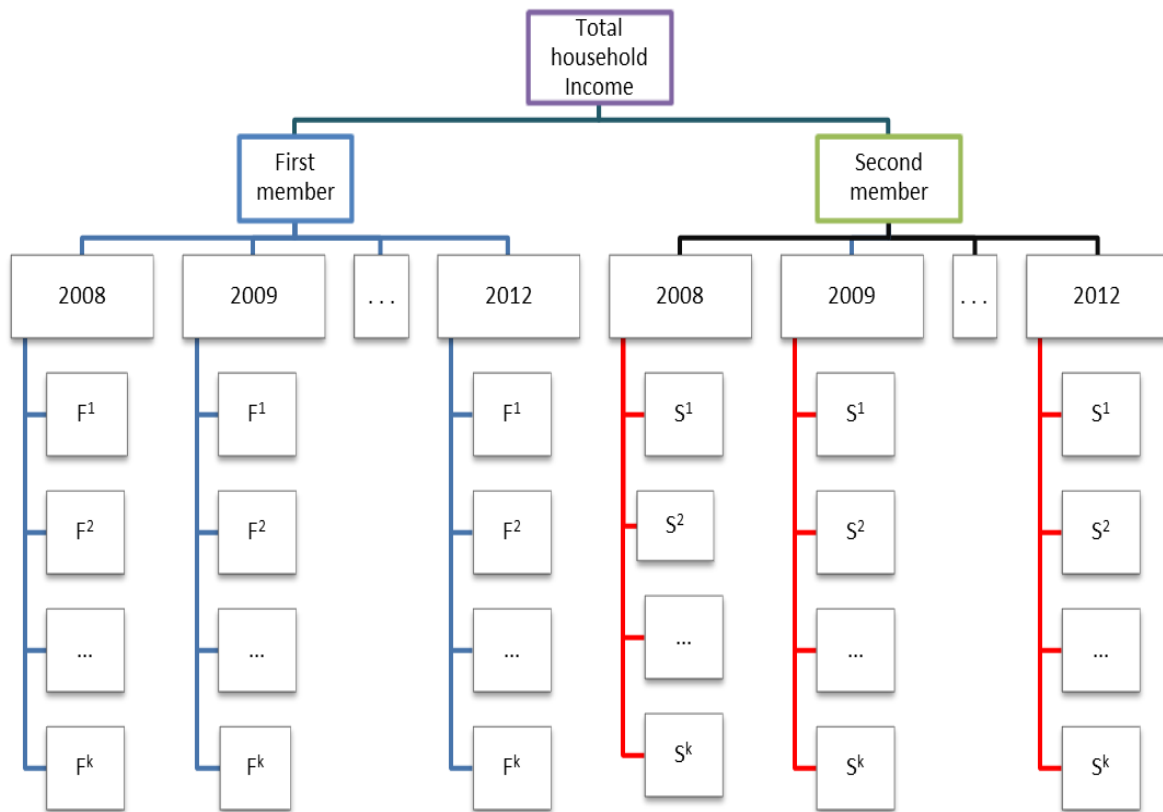 Total
household
Income
First
member
Second
member
2008
2009
. . .
2012
2008
2009
. . .
2012
F¹
F¹
F¹
S¹
S¹
S¹
F²
F²
F²
S²
S²
S²
...
...
...
...
...
...
Fᵏ
Fᵏ
Fᵏ
Sᵏ
Sᵏ
Sᵏ